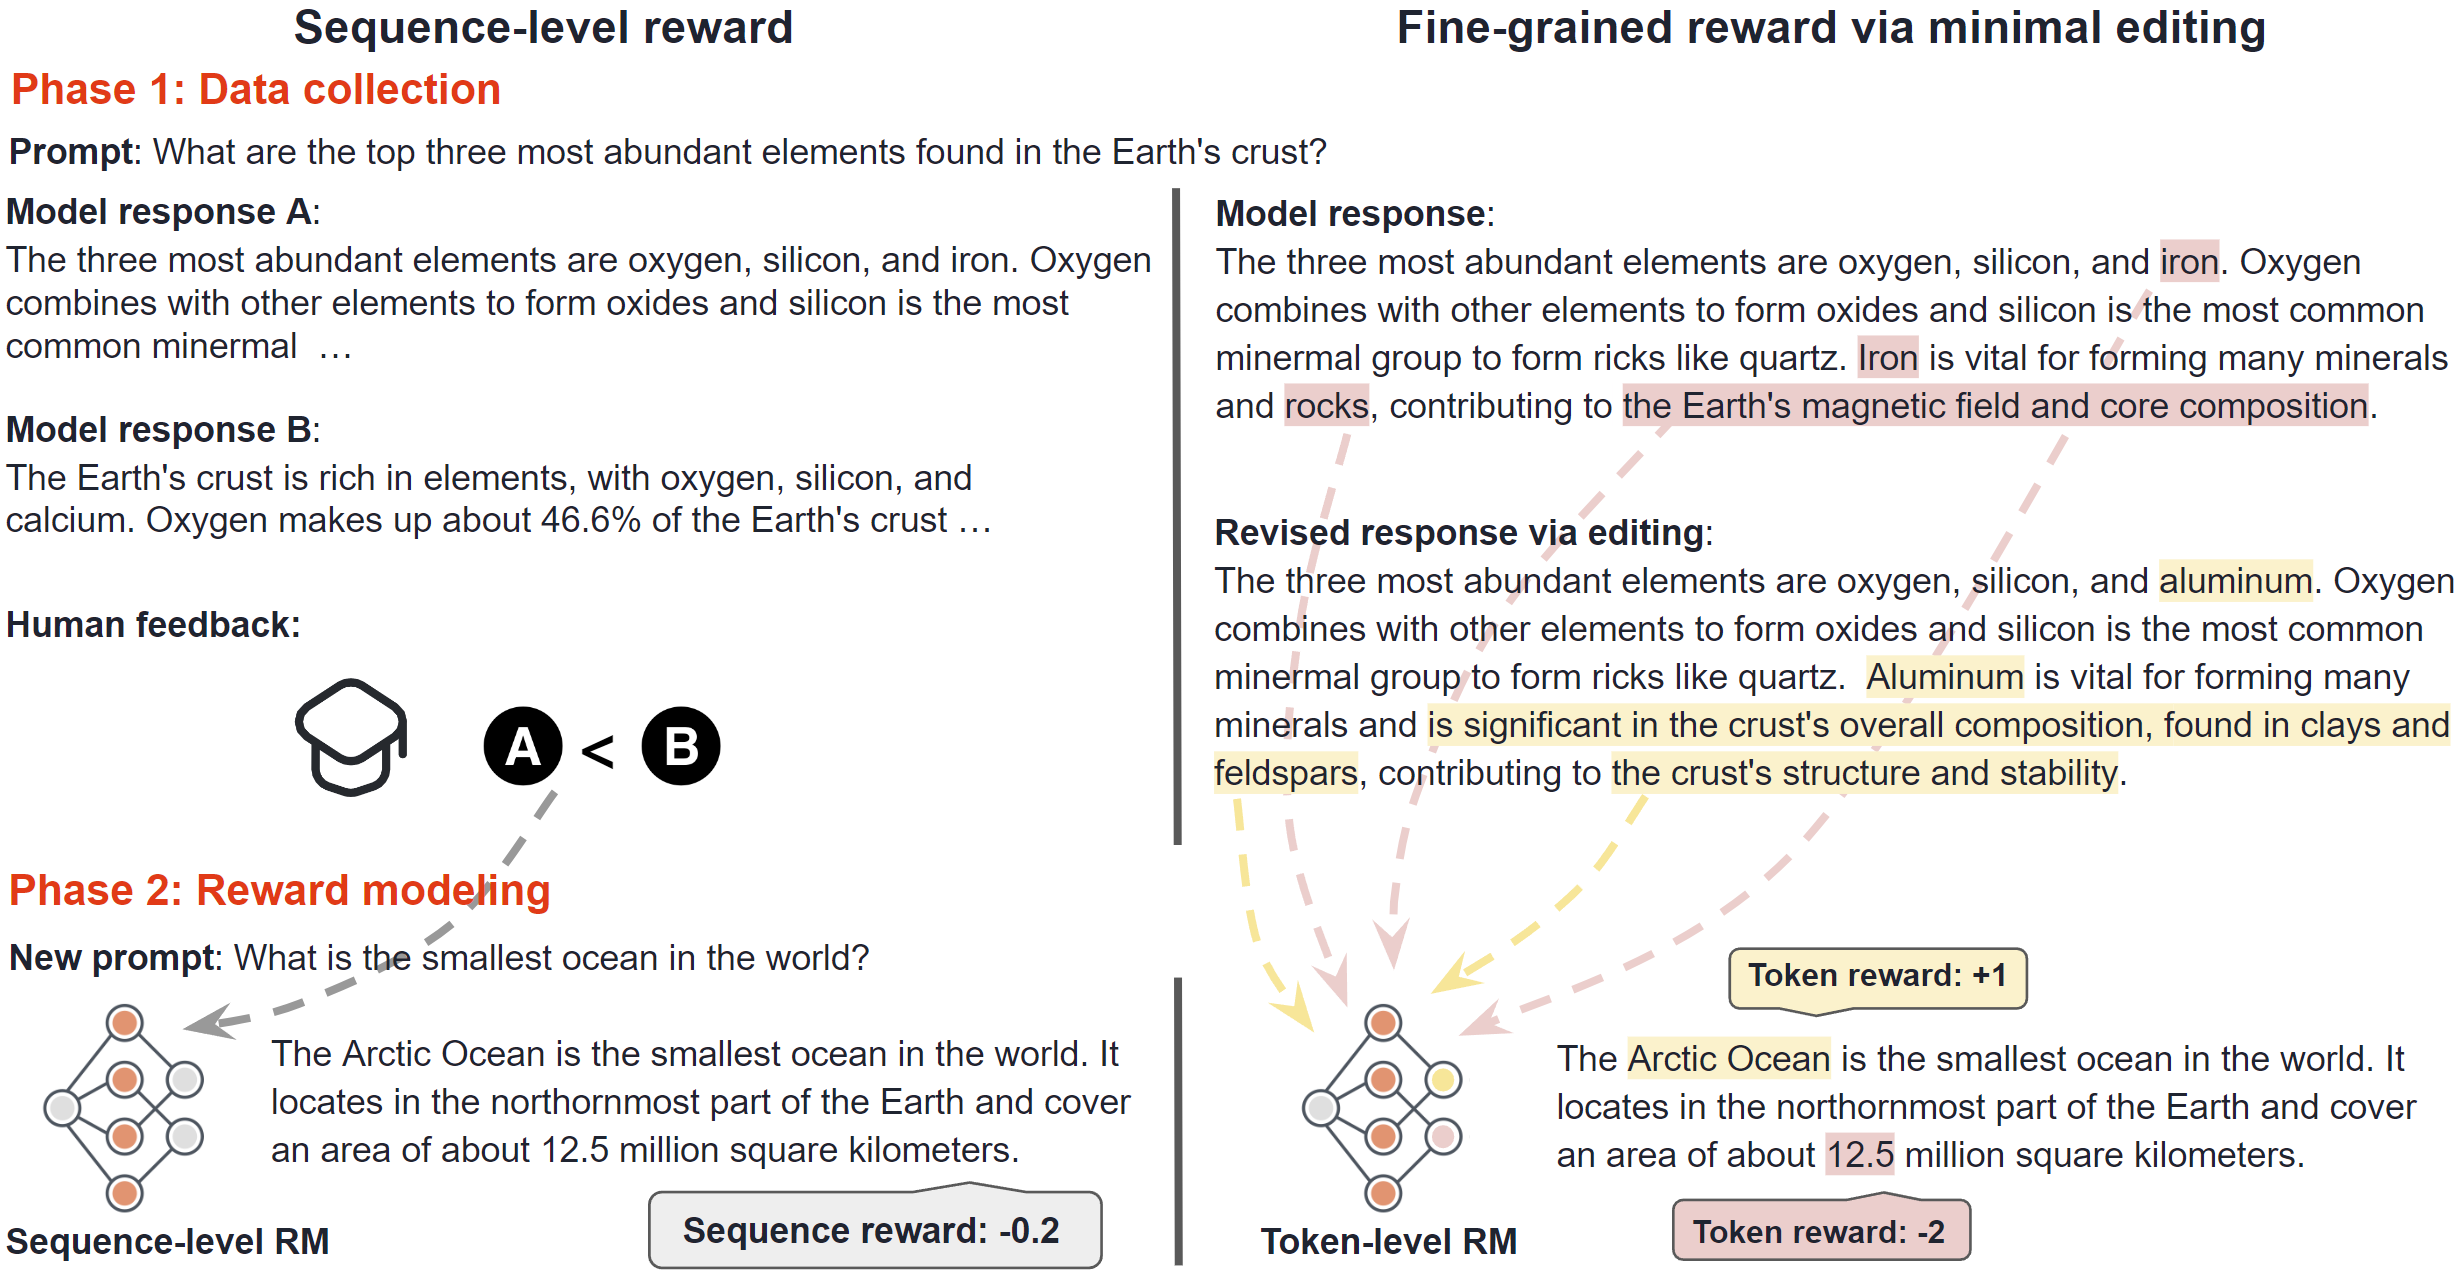 Sequence-level reward
Fine-grained reward via minimal editing
Phase 1: Data collection
Prompt: What are the top three most abundant elements found in the Earth's crust?
Model response A:
The three most abundant elements are oxygen, silicon, and iron. Oxygen
combines with other elements to form oxides and silicon is the most
common minermal …
Model response B:
The Earth's crust is rich in elements, with oxygen, silicon, and
calcium. Oxygen makes up about 46.6% of the Earth's crust …
Human feedback:
A < B
Model response:
The three most abundant elements are oxygen, silicon, and iron. Oxygen
combines with other elements to form oxides and silicon is the most common
minermal group to form ricks like quartz. Iron is vital for forming many minerals
and rocks, contributing to the Earth's magnetic field and core composition.
Revised response via editing:
The three most abundant elements are oxygen, silicon, and aluminum. Oxygen
combines with other elements to form oxides and silicon is the most common
minermal group to form ricks like quartz. Aluminum is vital for forming many
minerals and is significant in the crust's overall composition, found in clays and
feldspars, contributing to the crust's structure and stability.
Phase 2: Reward modeling
New prompt: What is the smallest ocean in the world?
The Arctic Ocean is the smallest ocean in the world. It
locates in the northornmost part of the Earth and cover
an area of about 12.5 million square kilometers.
Sequence-level RM
Sequence reward: -0.2
Token reward: +1
The Arctic Ocean is the smallest ocean in the world. It
locates in the northornmost part of the Earth and cover
an area of about 12.5 million square kilometers.
Token-level RM
Token reward: -2